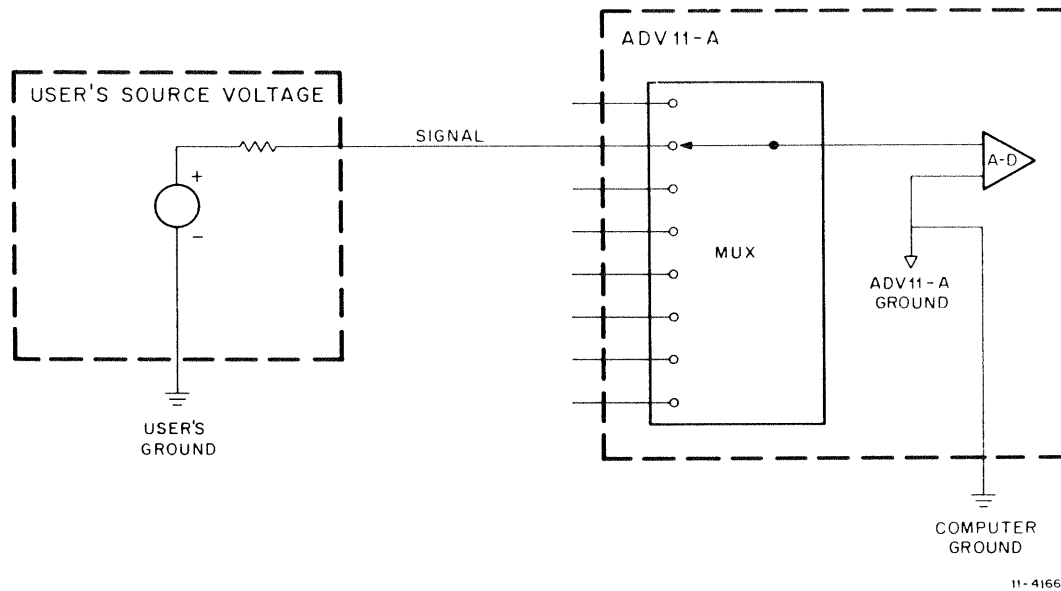 ADV11-A
USER'S SOURCE VOLTAGE
SIGNAL
+
−
A-D
MUX
ADV11-A
GROUND
USER'S
GROUND
COMPUTER
GROUND
11-4166